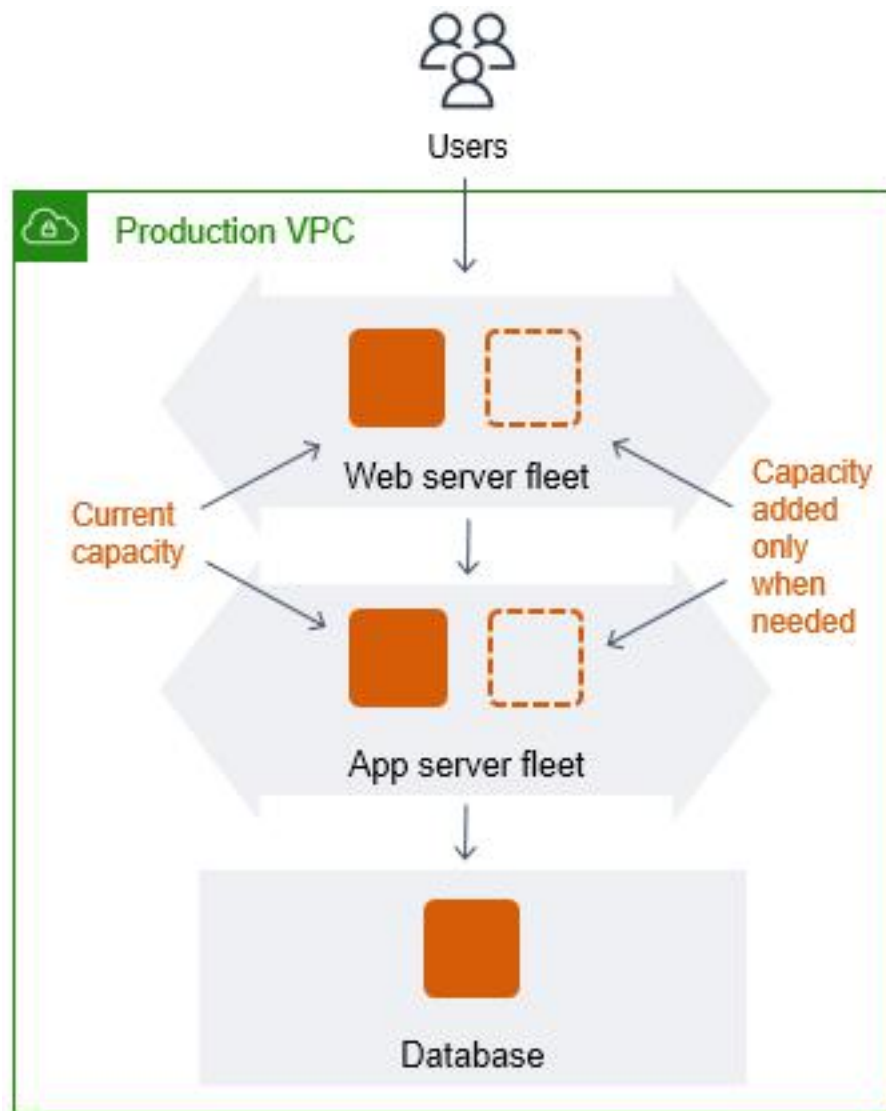 Users
Production VPC
Web server fleet
Current
capacity
Capacity
added
only
when
needed
App server fleet
Database